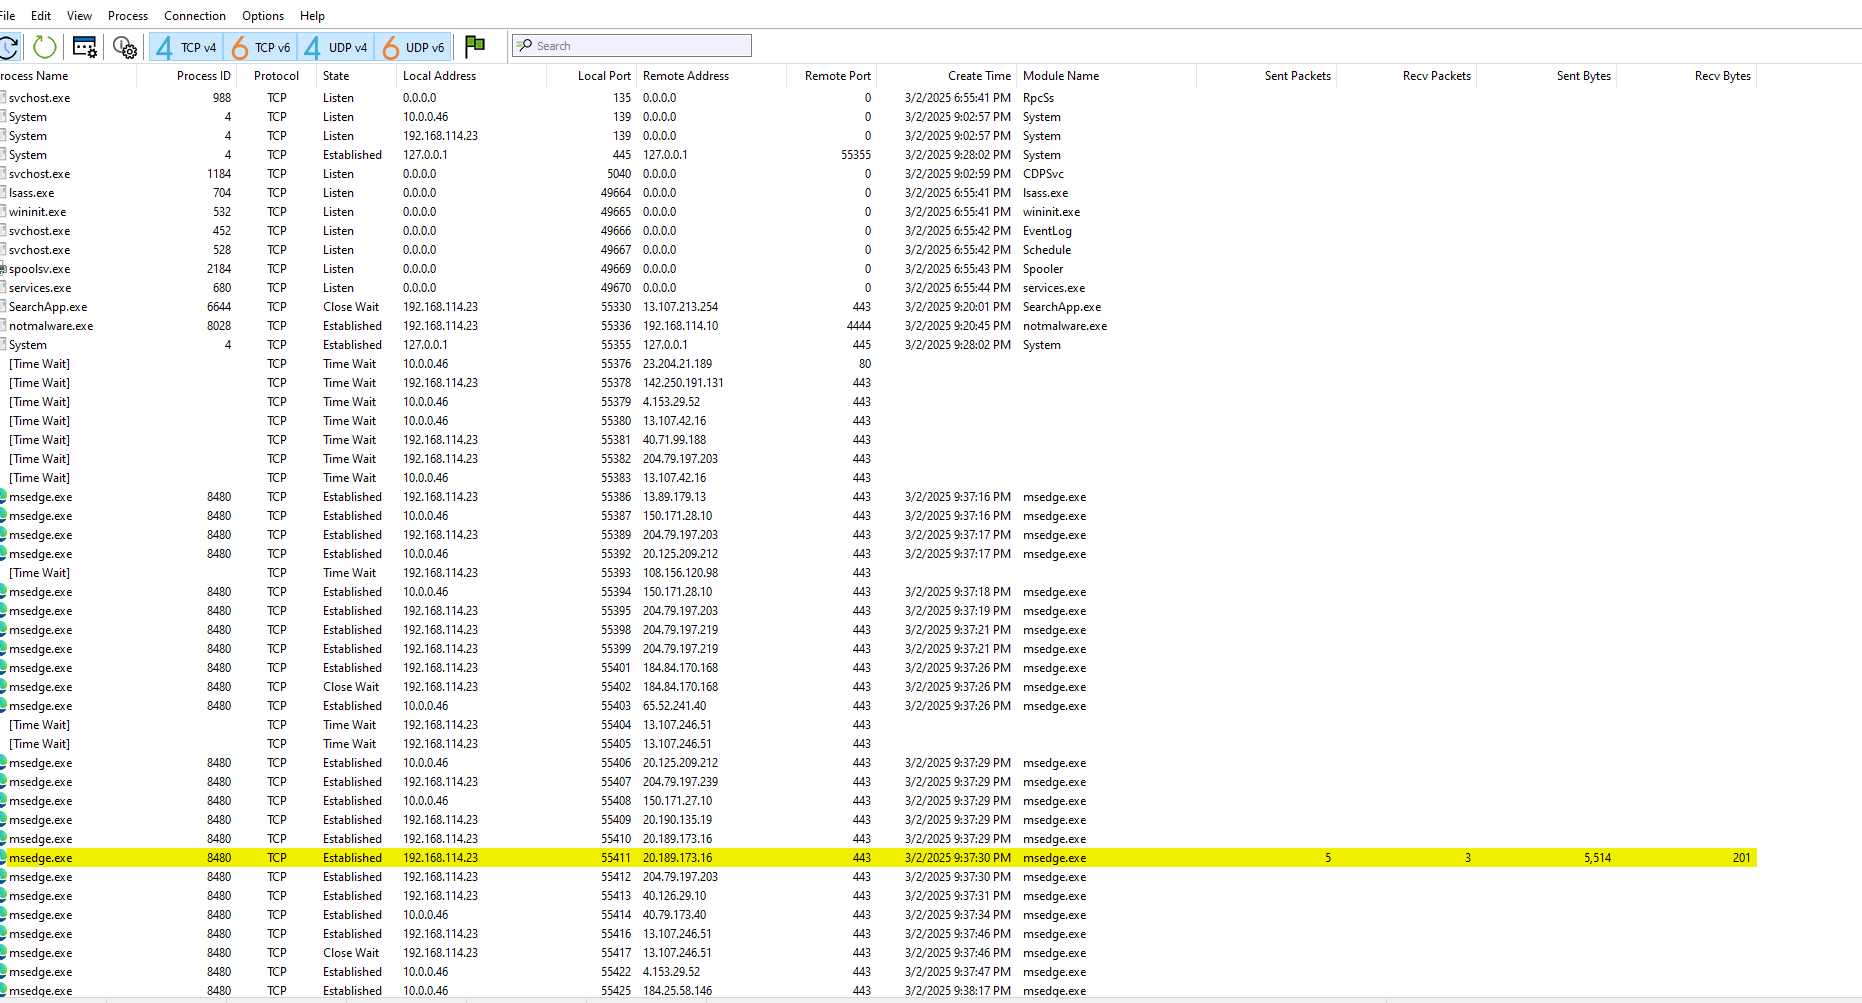 File Edit View Process Connection Options Help
4 TCP v4 6 TCP v6 4 UDP v4 6 UDP v6 Search
rocess Name Process ID Protocol State Local Address Local Port Remote Address Remote Port Create Time Module Name Sent Packets Recv Packets Sent Bytes Recv Bytes
svchost.exe 988 TCP Listen 0.0.0.0 135 0.0.0.0 0 3/2/2025 6:55:41 PM RpcSs
System 4 TCP Listen 10.0.0.46 139 0.0.0.0 0 3/2/2025 9:02:57 PM System
System 4 TCP Listen 192.168.114.23 139 0.0.0.0 0 3/2/2025 9:02:57 PM System
System 4 TCP Established 127.0.0.1 445 127.0.0.1 55355 3/2/2025 9:28:02 PM System
svchost.exe 1184 TCP Listen 0.0.0.0 5040 0.0.0.0 0 3/2/2025 9:02:59 PM CDPSvc
lsass.exe 704 TCP Listen 0.0.0.0 49664 0.0.0.0 0 3/2/2025 6:55:41 PM lsass.exe
wininit.exe 532 TCP Listen 0.0.0.0 49665 0.0.0.0 0 3/2/2025 6:55:41 PM wininit.exe
svchost.exe 452 TCP Listen 0.0.0.0 49666 0.0.0.0 0 3/2/2025 6:55:42 PM EventLog
svchost.exe 528 TCP Listen 0.0.0.0 49667 0.0.0.0 0 3/2/2025 6:55:42 PM Schedule
spoolsv.exe 2184 TCP Listen 0.0.0.0 49669 0.0.0.0 0 3/2/2025 6:55:43 PM Spooler
services.exe 680 TCP Listen 0.0.0.0 49670 0.0.0.0 0 3/2/2025 6:55:44 PM services.exe
SearchApp.exe 6644 TCP Close Wait 192.168.114.23 55330 13.107.213.254 443 3/2/2025 9:20:01 PM SearchApp.exe
notmalware.exe 8028 TCP Established 192.168.114.23 55336 192.168.114.10 4444 3/2/2025 9:20:45 PM notmalware.exe
System 4 TCP Established 127.0.0.1 55355 127.0.0.1 445 3/2/2025 9:28:02 PM System
[Time Wait] TCP Time Wait 10.0.0.46 55376 23.204.21.189 80
[Time Wait] TCP Time Wait 192.168.114.23 55378 142.250.191.131 443
[Time Wait] TCP Time Wait 10.0.0.46 55379 4.153.29.52 443
[Time Wait] TCP Time Wait 10.0.0.46 55380 13.107.42.16 443
[Time Wait] TCP Time Wait 192.168.114.23 55381 40.71.99.188 443
[Time Wait] TCP Time Wait 192.168.114.23 55382 204.79.197.203 443
[Time Wait] TCP Time Wait 10.0.0.46 55383 13.107.42.16 443
msedge.exe 8480 TCP Established 192.168.114.23 55386 13.89.179.13 443 3/2/2025 9:37:16 PM msedge.exe
msedge.exe 8480 TCP Established 10.0.0.46 55387 150.171.28.10 443 3/2/2025 9:37:16 PM msedge.exe
msedge.exe 8480 TCP Established 192.168.114.23 55389 204.79.197.203 443 3/2/2025 9:37:17 PM msedge.exe
msedge.exe 8480 TCP Established 10.0.0.46 55392 20.125.209.212 443 3/2/2025 9:37:17 PM msedge.exe
[Time Wait] TCP Time Wait 192.168.114.23 55393 108.156.120.98 443
msedge.exe 8480 TCP Established 10.0.0.46 55394 150.171.28.10 443 3/2/2025 9:37:18 PM msedge.exe
msedge.exe 8480 TCP Established 192.168.114.23 55395 204.79.197.203 443 3/2/2025 9:37:19 PM msedge.exe
msedge.exe 8480 TCP Established 192.168.114.23 55398 204.79.197.219 443 3/2/2025 9:37:21 PM msedge.exe
msedge.exe 8480 TCP Established 192.168.114.23 55399 204.79.197.219 443 3/2/2025 9:37:21 PM msedge.exe
msedge.exe 8480 TCP Established 192.168.114.23 55401 184.84.170.168 443 3/2/2025 9:37:26 PM msedge.exe
msedge.exe 8480 TCP Close Wait 192.168.114.23 55402 184.84.170.168 443 3/2/2025 9:37:26 PM msedge.exe
msedge.exe 8480 TCP Established 10.0.0.46 55403 65.52.241.40 443 3/2/2025 9:37:26 PM msedge.exe
[Time Wait] TCP Time Wait 192.168.114.23 55404 13.107.246.51 443
[Time Wait] TCP Time Wait 192.168.114.23 55405 13.107.246.51 443
msedge.exe 8480 TCP Established 10.0.0.46 55406 20.125.209.212 443 3/2/2025 9:37:29 PM msedge.exe
msedge.exe 8480 TCP Established 192.168.114.23 55407 204.79.197.239 443 3/2/2025 9:37:29 PM msedge.exe
msedge.exe 8480 TCP Established 10.0.0.46 55408 150.171.27.10 443 3/2/2025 9:37:29 PM msedge.exe
msedge.exe 8480 TCP Established 192.168.114.23 55409 20.190.135.19 443 3/2/2025 9:37:29 PM msedge.exe
msedge.exe 8480 TCP Established 192.168.114.23 55410 20.189.173.16 443 3/2/2025 9:37:29 PM msedge.exe
msedge.exe 8480 TCP Established 192.168.114.23 55411 20.189.173.16 443 3/2/2025 9:37:30 PM msedge.exe 5 3 5,514 201
msedge.exe 8480 TCP Established 192.168.114.23 55412 204.79.197.203 443 3/2/2025 9:37:30 PM msedge.exe
msedge.exe 8480 TCP Established 192.168.114.23 55413 40.126.29.10 443 3/2/2025 9:37:31 PM msedge.exe
msedge.exe 8480 TCP Established 10.0.0.46 55414 40.79.173.40 443 3/2/2025 9:37:34 PM msedge.exe
msedge.exe 8480 TCP Established 192.168.114.23 55416 13.107.246.51 443 3/2/2025 9:37:46 PM msedge.exe
msedge.exe 8480 TCP Close Wait 192.168.114.23 55417 13.107.246.51 443 3/2/2025 9:37:46 PM msedge.exe
msedge.exe 8480 TCP Established 10.0.0.46 55422 4.153.29.52 443 3/2/2025 9:37:47 PM msedge.exe
msedge.exe 8480 TCP Established 10.0.0.46 55425 184.25.58.146 443 3/2/2025 9:38:17 PM msedge.exe